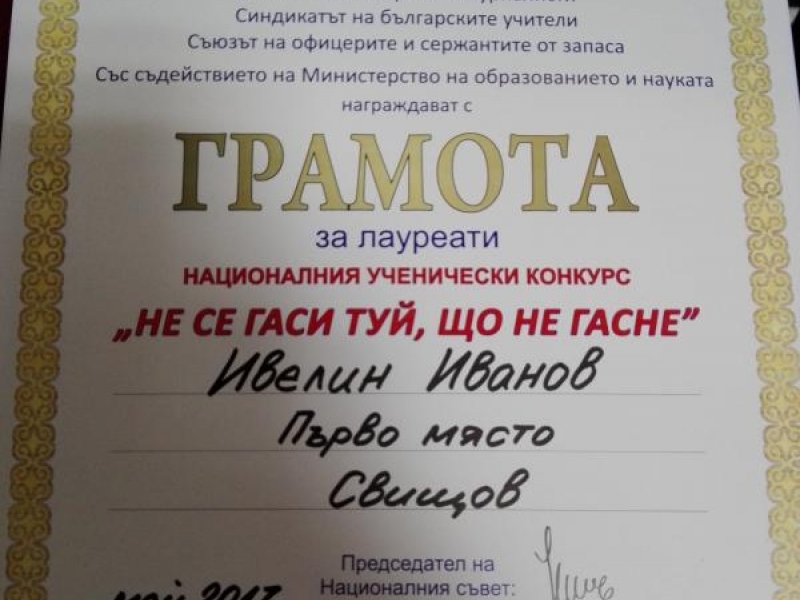 Синдикатът на българските учители
Съюзът на офицерите и сержантите от запаса
Със съдействието на Министерство на образованието и науката
награждават с
ГРАМОТА
за лауреати
НАЦИОНАЛНИЯ УЧЕНИЧЕСКИ КОНКУРС
„НЕ СЕ ГАСИ ТУЙ, ЩО НЕ ГАСНЕ”
Ивелин Иванов
Първо място
Свищов
Председател на
Националния съвет:
май 2017